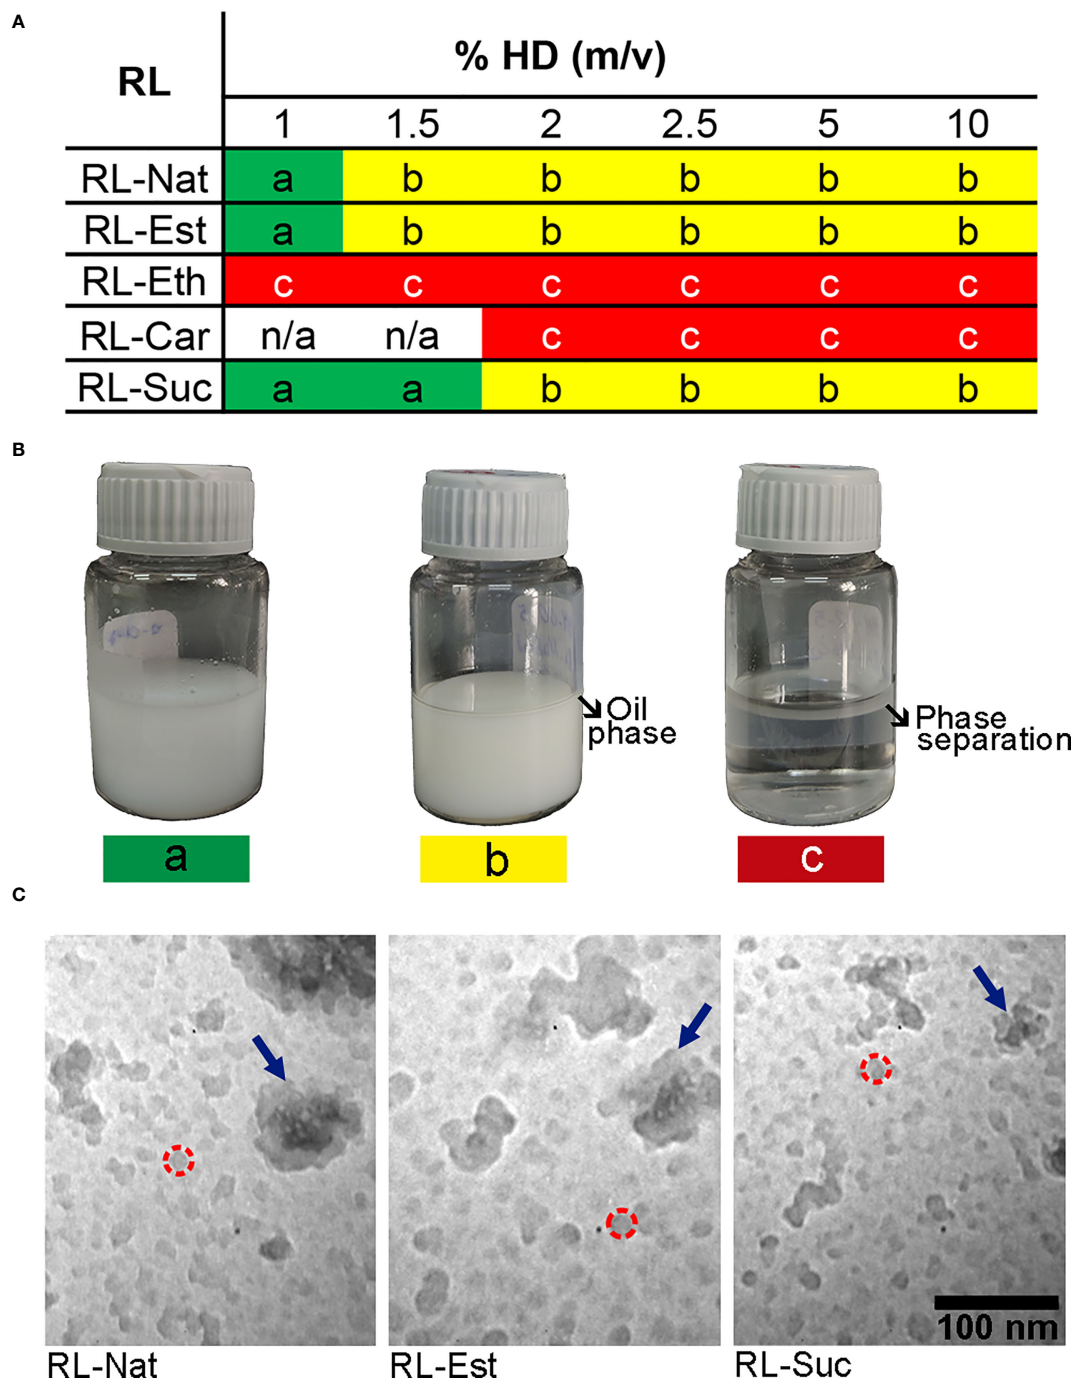 A
RL
% HD (m/v)
1 1.5 2 2.5 5 10
RL-Nat a b b b b b
RL-Est a b b b b b
RL-Eth c c c c c c
RL-Car n/a n/a c c c c
RL-Suc a a b b b b
B
Oil
phase
Phase
separation
a b c
C
100 nm
RL-Nat RL-Est RL-Suc